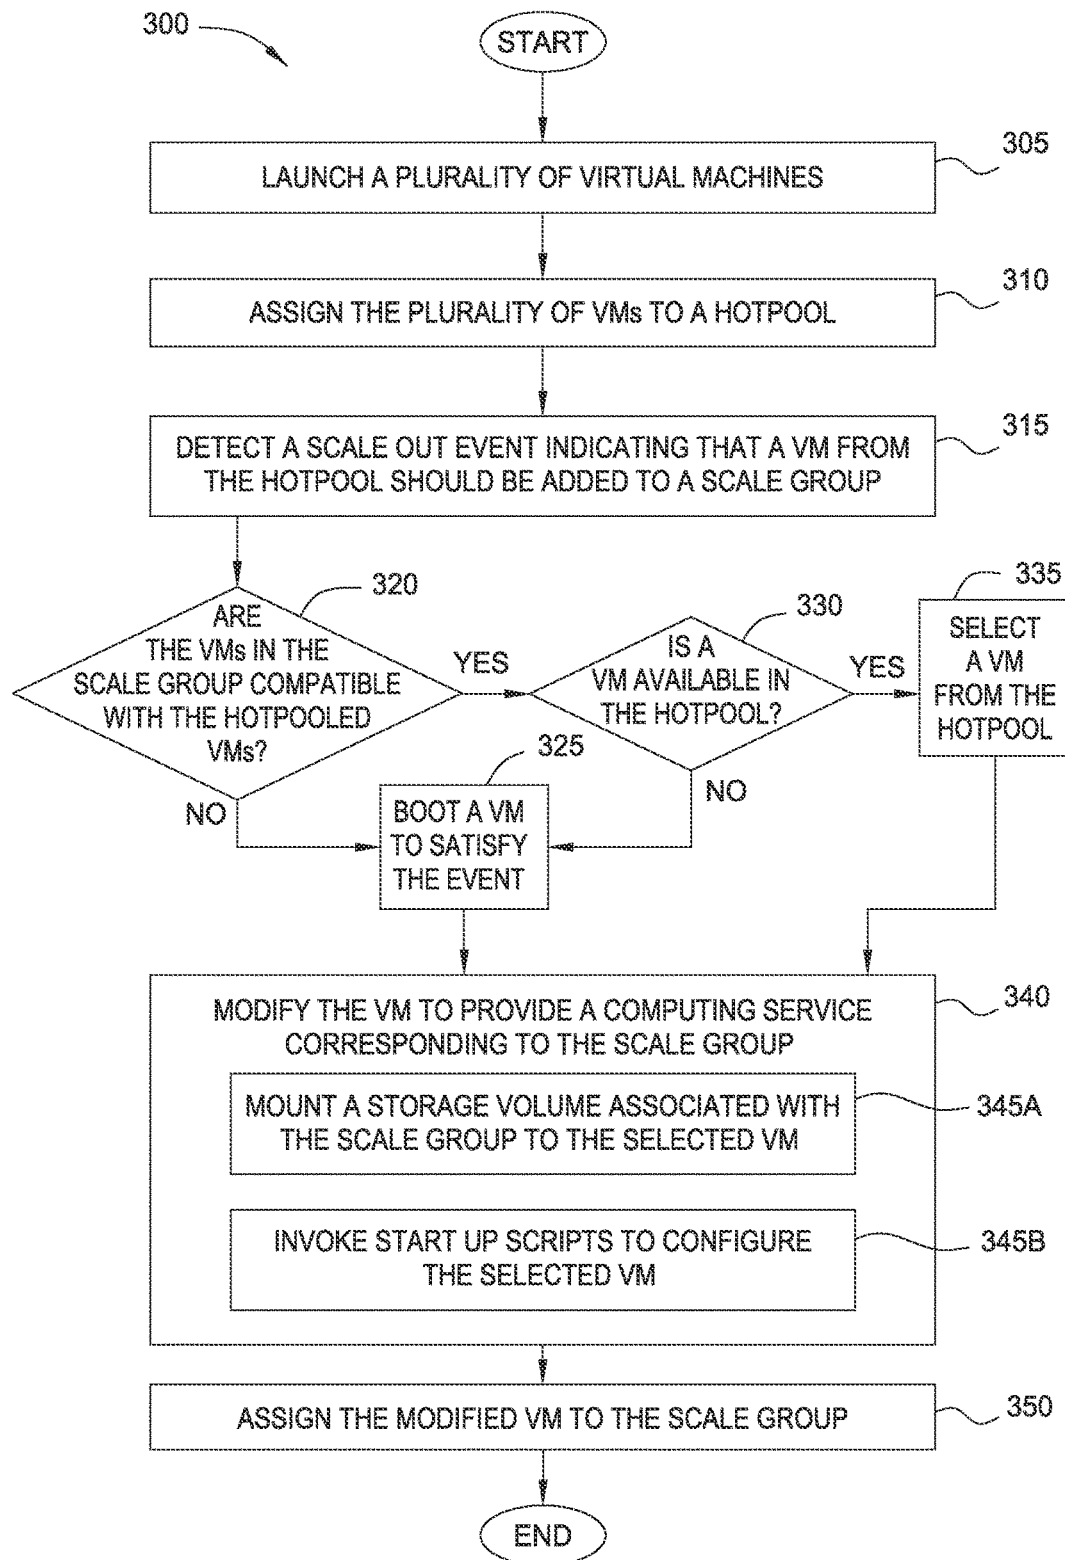 300
START
LAUNCH A PLURALITY OF VIRTUAL MACHINES
305
ASSIGN THE PLURALITY OF VMs TO A HOTPOOL
310
DETECT A SCALE OUT EVENT INDICATING THAT A VM FROM
THE HOTPOOL SHOULD BE ADDED TO A SCALE GROUP
315
320
ARE
THE VMs IN THE
SCALE GROUP COMPATIBLE
WITH THE HOTPOOLED
VMs?
YES
NO
330
IS A
VM AVAILABLE IN
THE HOTPOOL?
YES
NO
335
SELECT
A VM
FROM THE
HOTPOOL
325
BOOT A VM
TO SATISFY
THE EVENT
MODIFY THE VM TO PROVIDE A COMPUTING SERVICE
CORRESPONDING TO THE SCALE GROUP
340
MOUNT A STORAGE VOLUME ASSOCIATED WITH
THE SCALE GROUP TO THE SELECTED VM
345A
INVOKE START UP SCRIPTS TO CONFIGURE
THE SELECTED VM
345B
ASSIGN THE MODIFIED VM TO THE SCALE GROUP
350
END